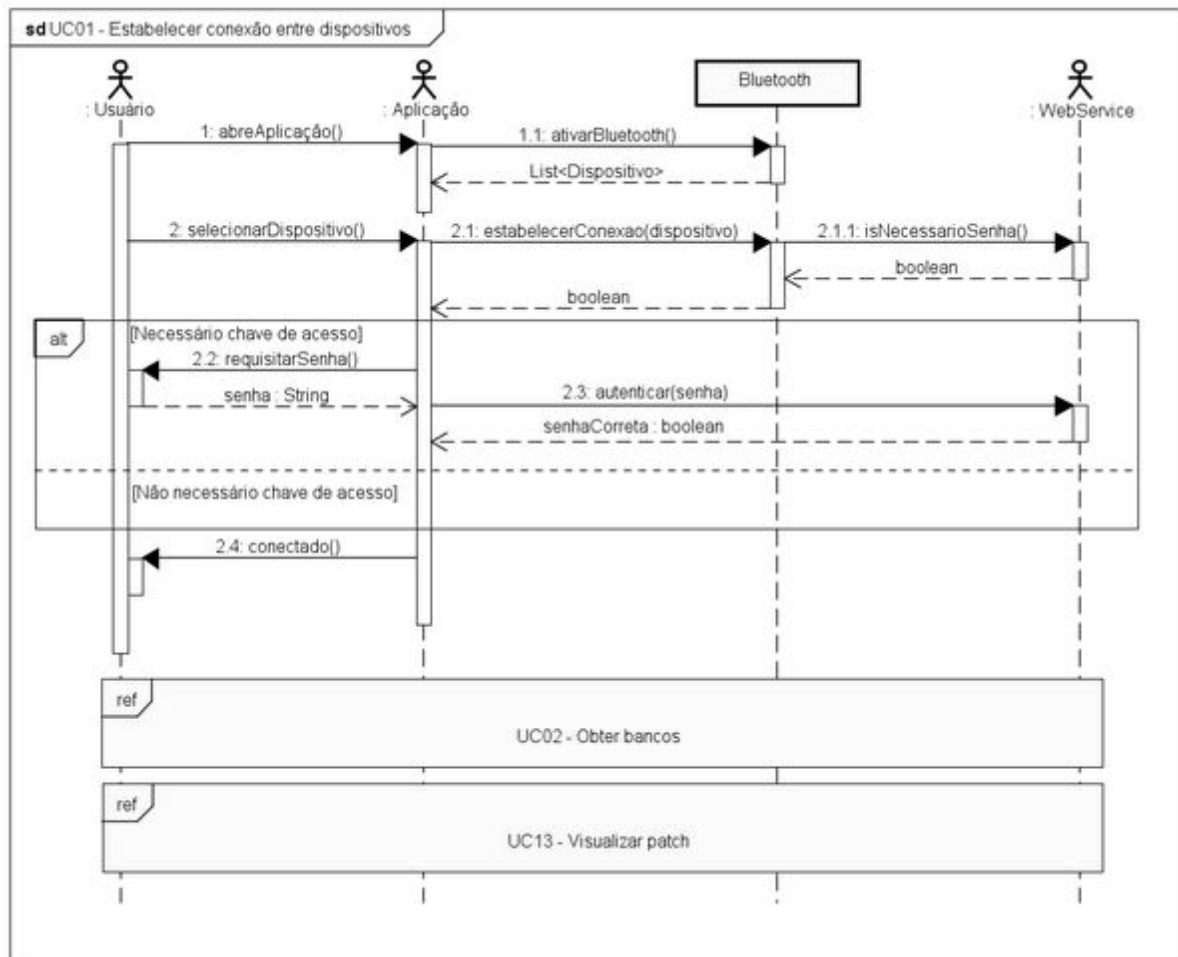 sd UC01 - Estabelecer conexão entre dispositivos
: Usuário
: Aplicação
Bluetooth
: WebService
1: abreAplicação()
1.1: ativarBluetooth()
List<Dispositivo>
2: selecionarDispositivo()
2.1: estabelecerConexao(dispositivo)
2.1.1: isNecessarioSenha()
boolean
boolean
alt
[Necessário chave de acesso]
2.2: requisitarSenha()
senha : String
2.3: autenticar(senha)
senhaCorreta : boolean
[Não necessário chave de acesso]
2.4: conectado()
ref
UC02 - Obter bancos
ref
UC13 - Visualizar patch